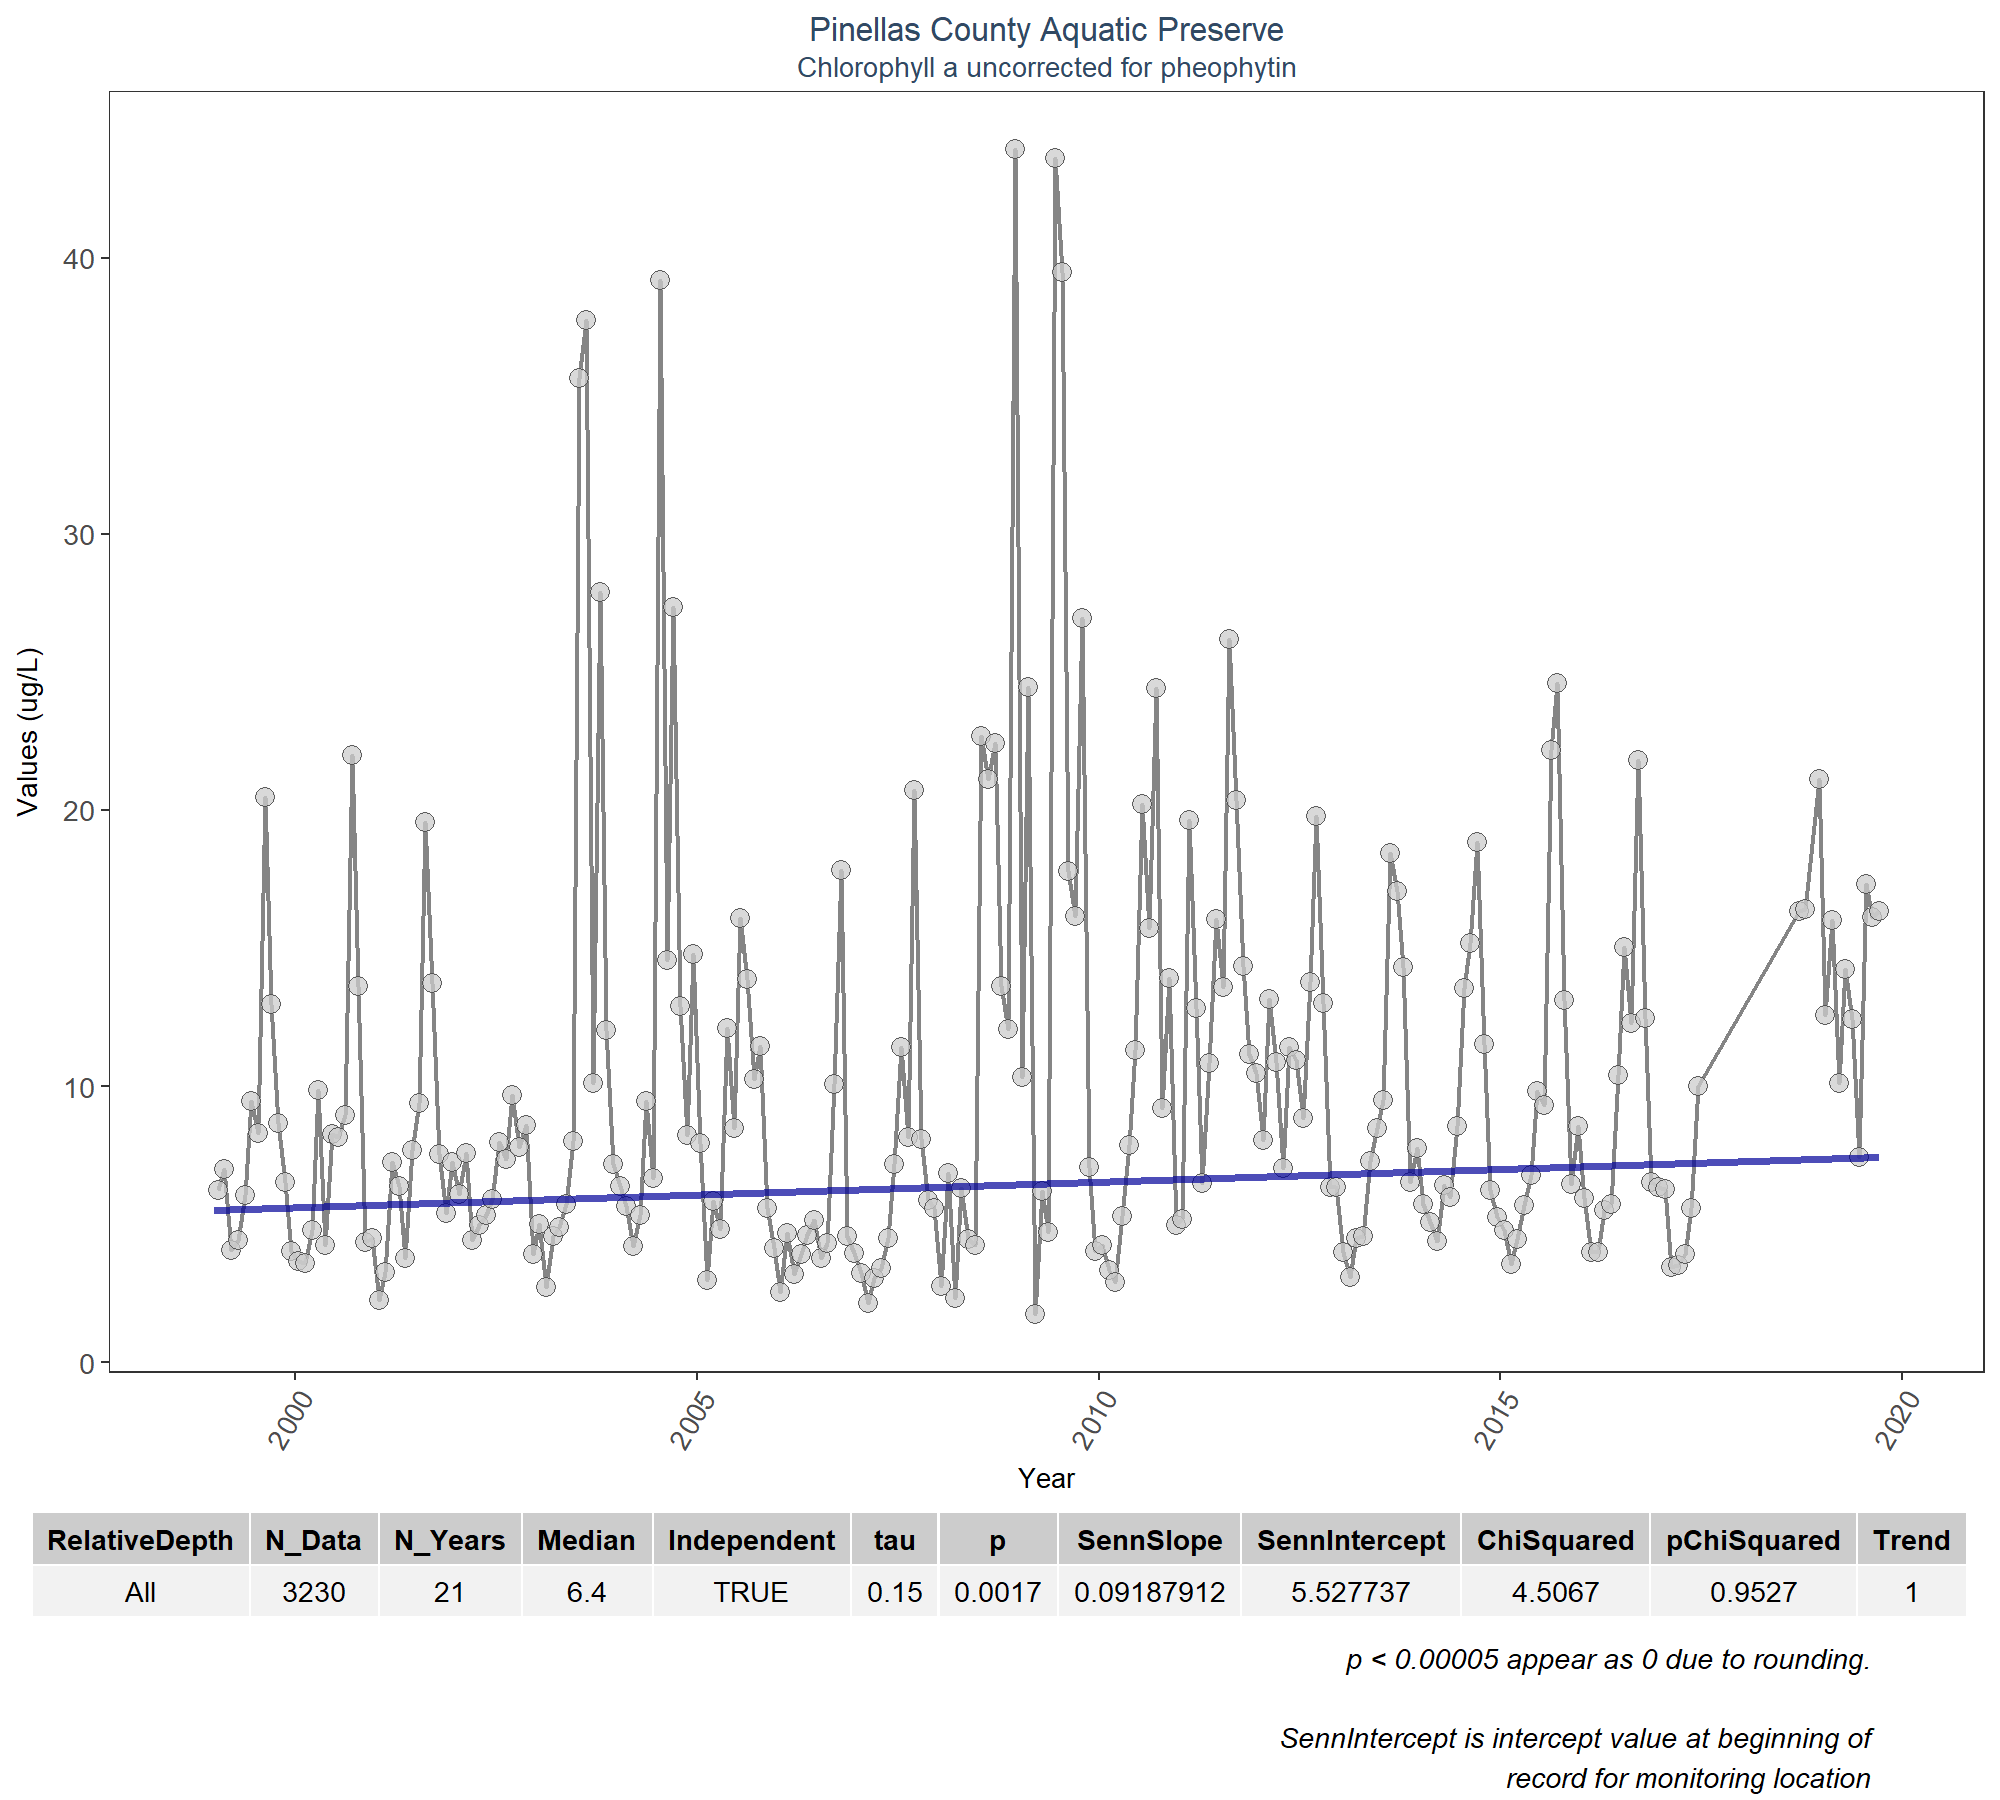 Pinellas County Aquatic Preserve
Chlorophyll a uncorrected for pheophytin
Values (ug/L)
40
30
20
10
0
2000 2005 2010 2015 2020
Year
RelativeDepth N_Data N_Years Median Independent tau p SennSlope SennIntercept ChiSquared pChiSquared Trend
All 3230 21 6.4 TRUE 0.15 0.0017 0.09187912 5.527737 4.5067 0.9527 1
p < 0.00005 appear as 0 due to rounding.
SennIntercept is intercept value at beginning of
record for monitoring location